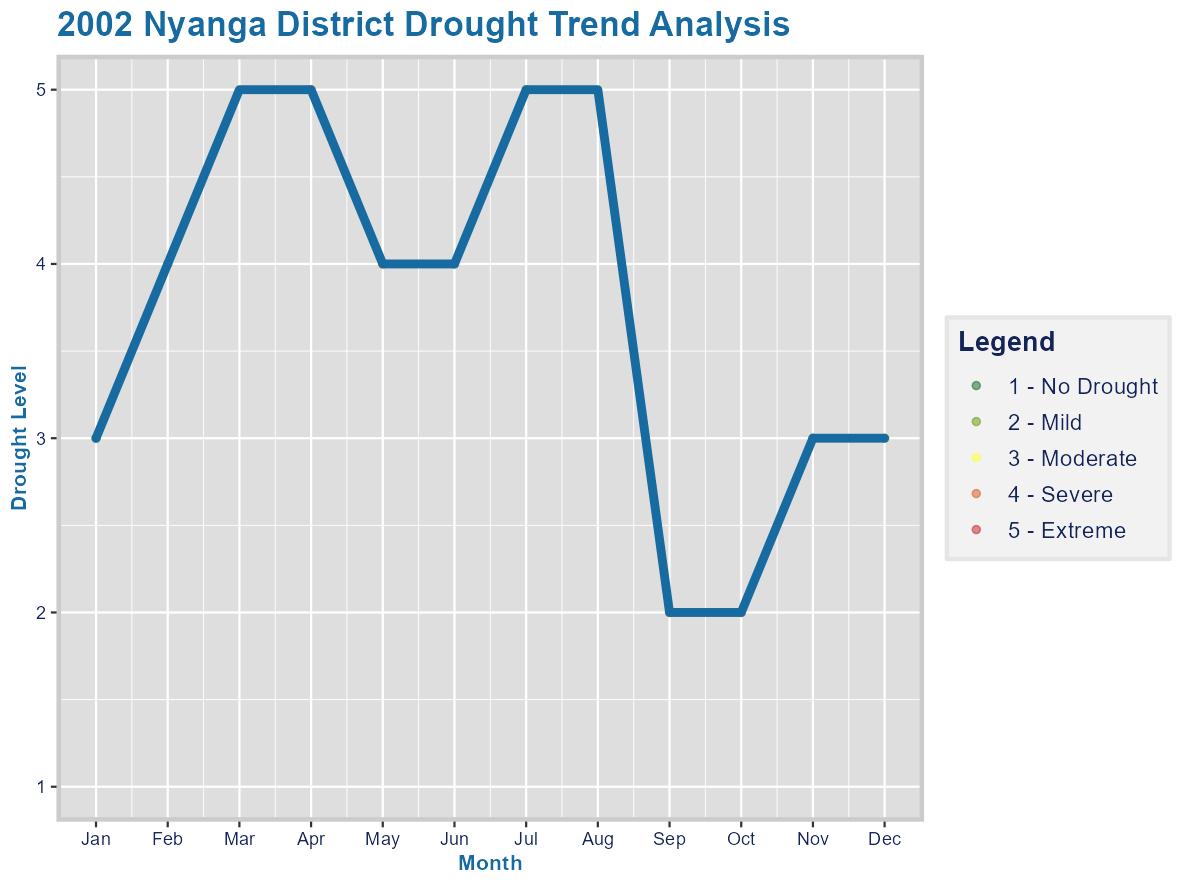 2002 Nyanga District Drought Trend Analysis
Drought Level
5
4
3
2
1
Jan Feb Mar Apr May Jun Jul Aug Sep Oct Nov Dec
Month
Legend
1 - No Drought
2 - Mild
3 - Moderate
4 - Severe
5 - Extreme